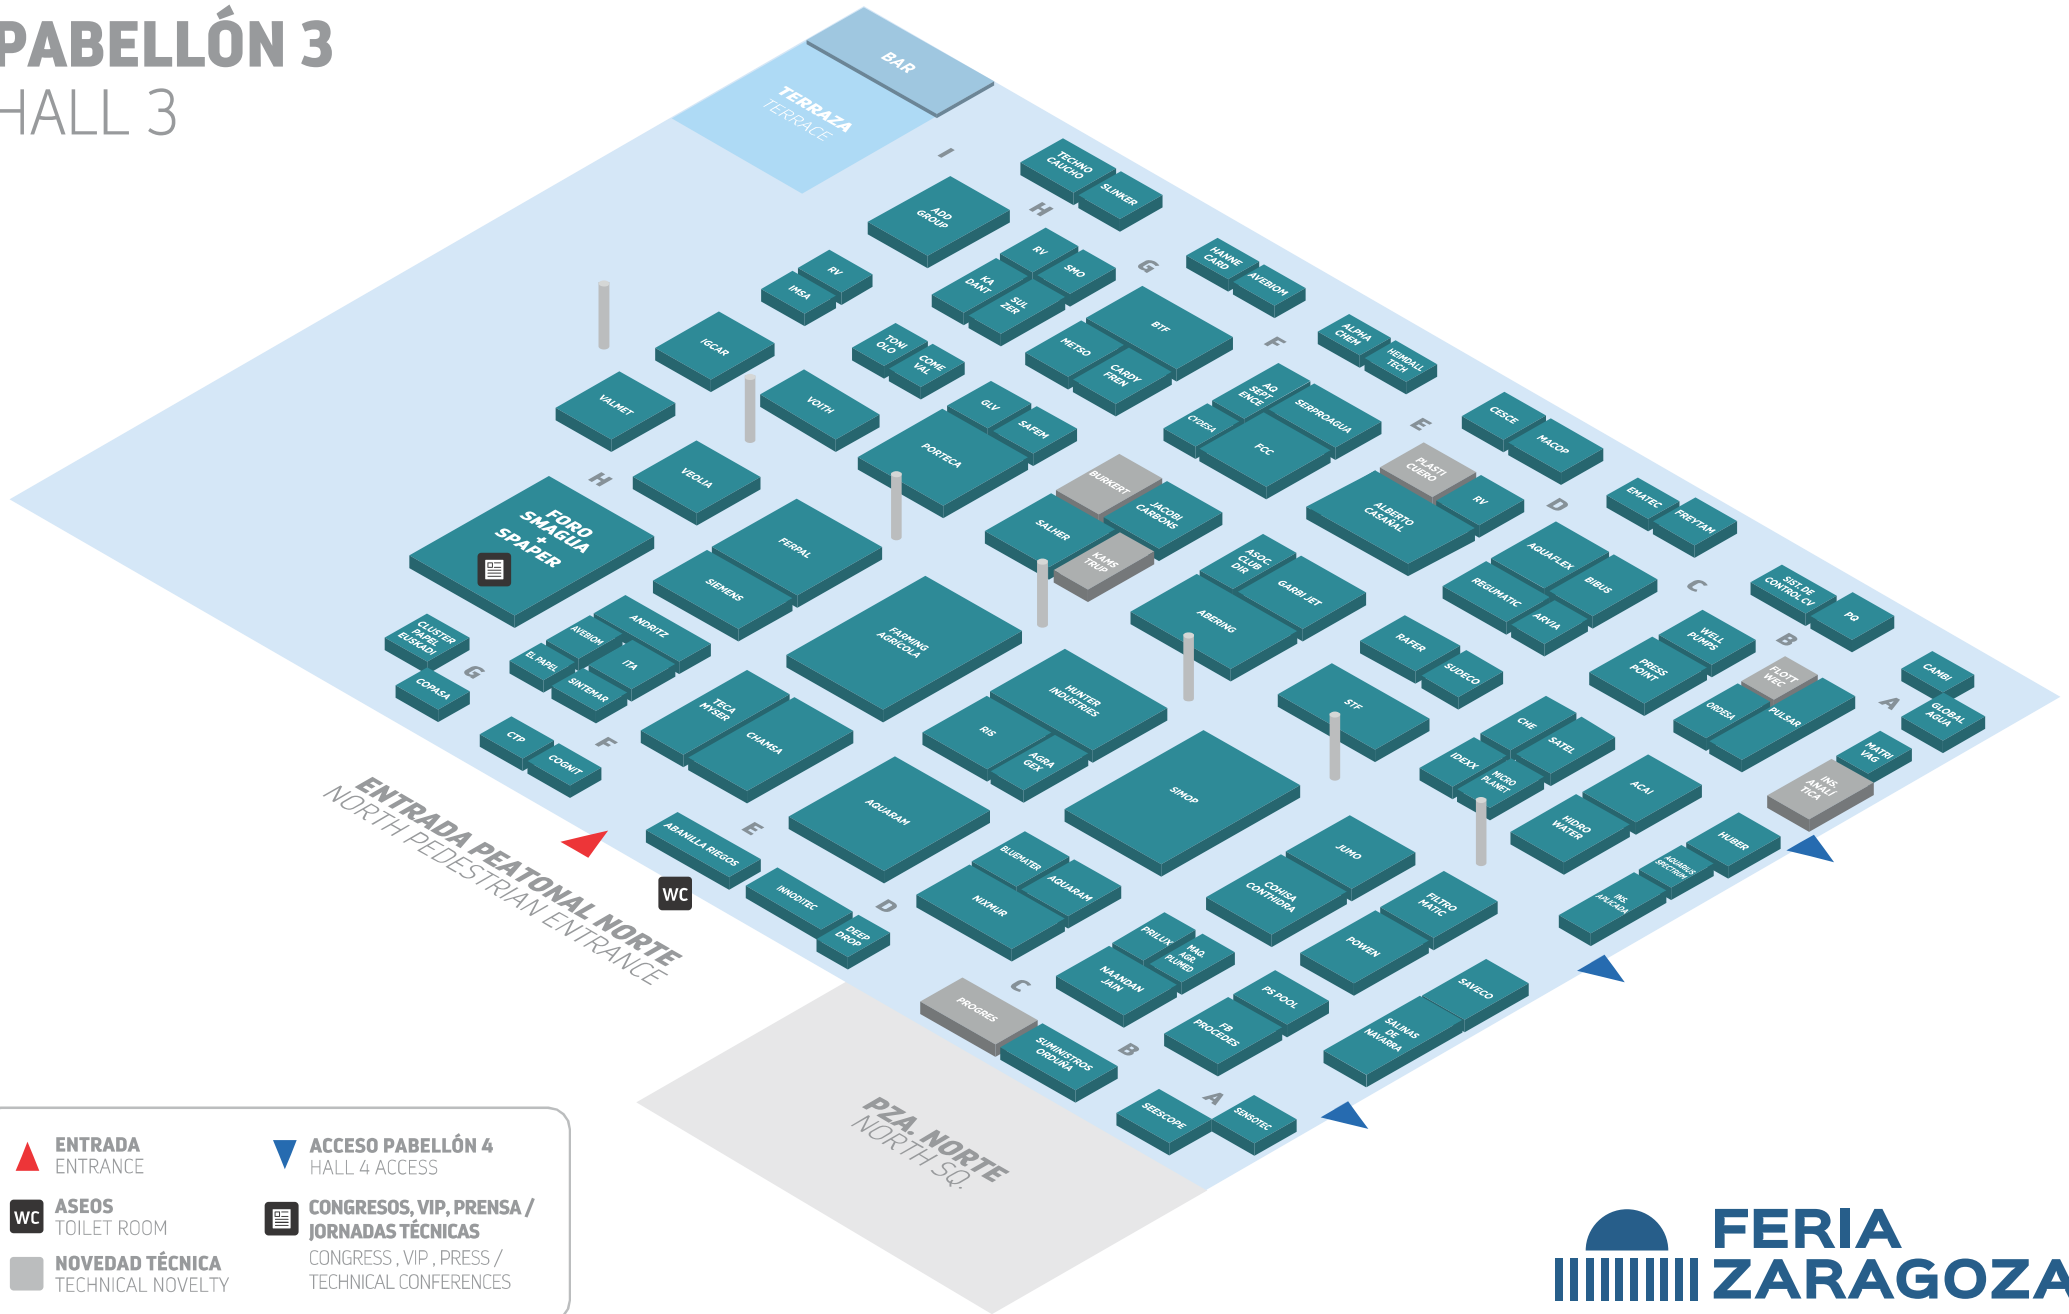 PABELLÓN 3
HALL 3
BAR
TERRAZA
TERRACE
I
TECHNO
CAUCHO
SLINKER
ADD
GROUP
H
RV
SMO
KA
DANT
SUL
ZER
G
HANNE
CARD
AVEBIOM
RV
IMSA
BTF
METSO
CARDY
FREN
F
ALPHA
CHEM
HEIMDALL
TECH
IGCAR
TONI
OLO
COME
VAL
VALMET
VOITH
GLV
SAFEM
PORTECA
AQ
SEPT
ENCE
SERPROAGUA
CYDESA
FCC
E
CESCE
MACOP
H
VEOLIA
BURKERT
JACOBI
CARBONS
SALHER
KAMS
TRUP
PLASTI
CUERO
RV
ALBERTO
CASAÑAL
D
EMATEC
FREYTAM
FORO
SMAGUA
+
SPAPER
FERPAL
SIEMENS
ASOC.
CLUB
DIR
GARBI JET
ABERING
AQUAFLEX
BIBUS
REGUMATIC
ARVIA
C
SIST. DE
CONTROL CV
PQ
CLUSTER
PAPEL
EUSKADI
COPASA
G
ANDRITZ
AVEBIOM
EL PAPEL
ITA
SINTEMAR
FARMING
AGRÍCOLA
RAFER
SUDECO
WELL
PUMPS
PRESS
POINT
B
FLOTT
WEG
ORDESA
PULSAR
CAMBI
GLOBAL
AGUA
A
MATRI
VAG
INS.
ANALÍ
TICA
CTP
COGNIT
F
TECA
MYSER
CHAMSA
HUNTER
INDUSTRIES
RIS
AGRA
GEX
STF
CHE
SATEL
IDEXX
MICRO
PLANET
ACAI
HIDRO
WATER
HUBER
AQUARIUS
SPECTRUM
INS.
APLICADA
ENTRADA PEATONAL NORTE
NORTH PEDESTRIAN ENTRANCE
ABANILLA RIEGOS
E
AQUARAM
SIMOP
WC
INNODITEC
DEEP
DROP
D
BLUEMATER
AQUARAM
NIXMUR
JUMO
COHISA
CONTHIDRA
FILTRO
MATIC
POWEN
C
PRILUX
MAQ.
AGR.
PLUMED
NAANDAN
JAIN
PROGRES
SUMINISTROS
ORDUÑA
B
PS POOL
FB
PROCEDES
SAVECO
SALINAS
DE
NAVARRA
A
SEESCOPE
SENSOTEC
PZA. NORTE
NORTH SQ.
ENTRADA
ENTRANCE
ACCESO PABELLÓN 4
HALL 4 ACCESS
WC
ASEOS
TOILET ROOM
CONGRESOS, VIP, PRENSA /
JORNADAS TÉCNICAS
CONGRESS , VIP , PRESS /
TECHNICAL CONFERENCES
NOVEDAD TÉCNICA
TECHNICAL NOVELTY
FERIA
ZARAGOZA